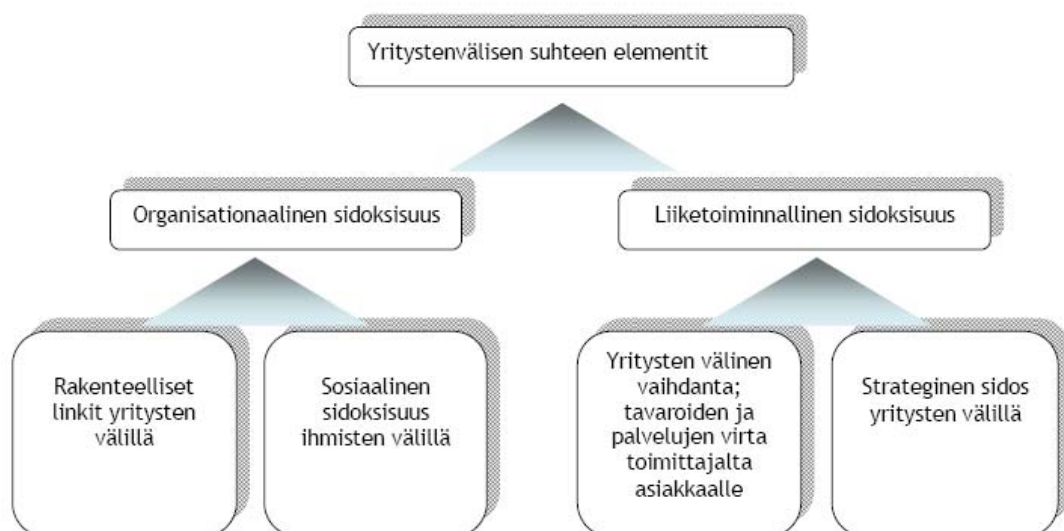 Yritystenvälisen suhteen elementit
Organisationaalinen sidoksisuus
Liiketoiminnallinen sidoksisuus
Rakenteelliset
linkit yritysten
välillä
Sosiaalinen
sidoksisuus
ihmisten välillä
Yritysten välinen
vaihdanta;
tavaroiden ja
palvelujen virta
toimittajalta
asiakkaalle
Strateginen sidos
yritysten välillä